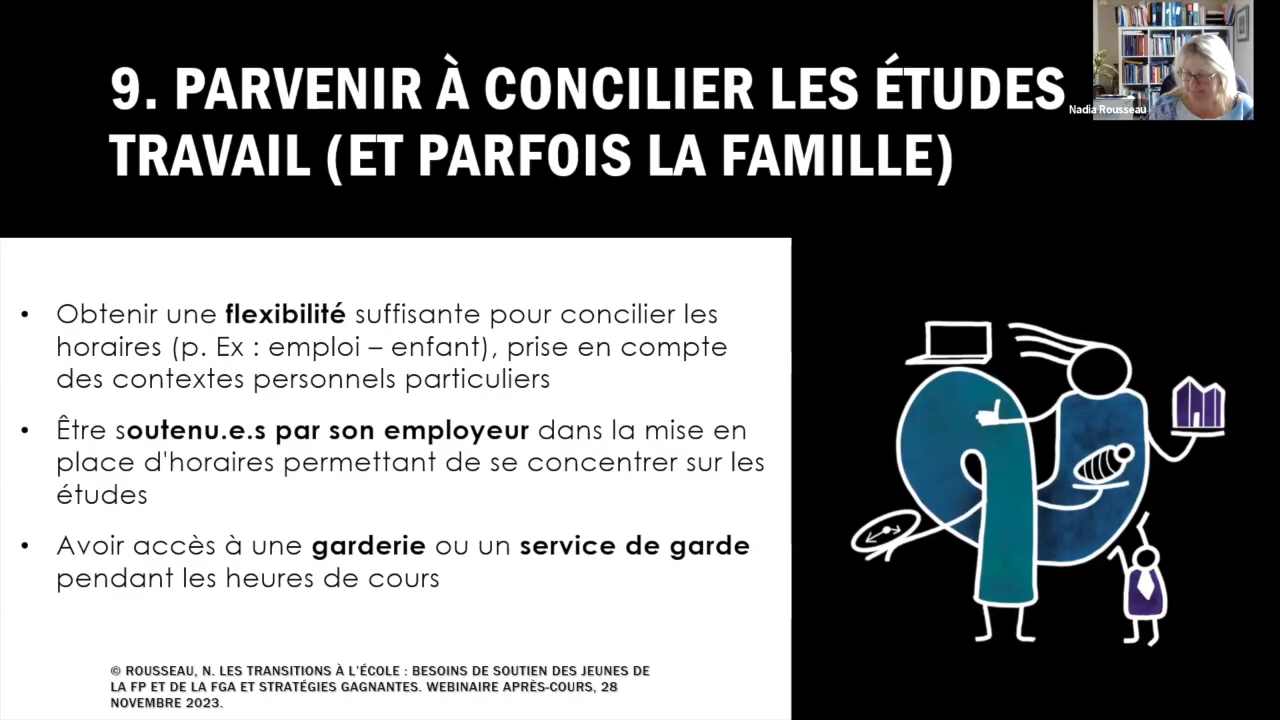 9. PARVENIR À CONCILIER LES ÉTUDES
TRAVAIL (ET PARFOIS LA FAMILLE)
Nadia Rousseau
• Obtenir une flexibilité suffisante pour concilier les
horaires (p. Ex : emploi – enfant), prise en compte
des contextes personnels particuliers
• Être soutenu.e.s par son employeur dans la mise en
place d'horaires permettant de se concentrer sur les
études
• Avoir accès à une garderie ou un service de garde
pendant les heures de cours
© ROUSSEAU, N. LES TRANSITIONS À L'ÉCOLE : BESOINS DE SOUTIEN DES JEUNES DE
LA FP ET DE LA FGA ET STRATÉGIES GAGNANTES. WEBINAIRE APRÈS-COURS, 28
NOVEMBRE 2023.